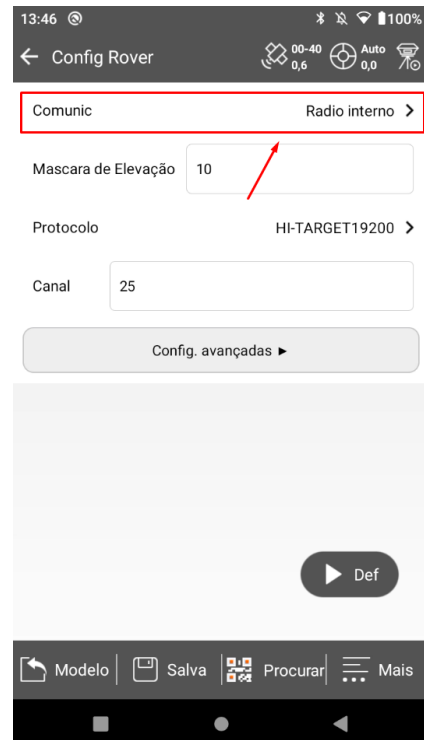 13:46 100%
Config Rover 00-40 Auto
0,6 0,0
Comunic Radio interno
Mascara de Elevação 10
Protocolo HI-TARGET19200
Canal 25
Config. avançadas ►
Def
Modelo Salva Procurar Mais